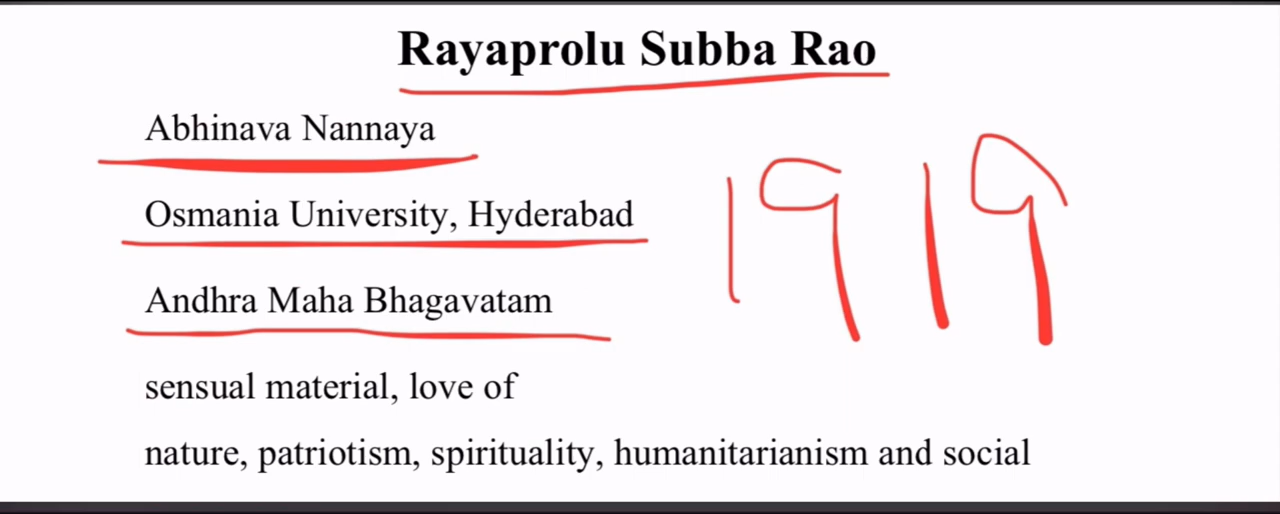 Rayaprolu Subba Rao
Abhinava Nannaya
Osmania University, Hyderabad
1919
Andhra Maha Bhagavatam
sensual material, love of
nature, patriotism, spirituality, humanitarianism and social